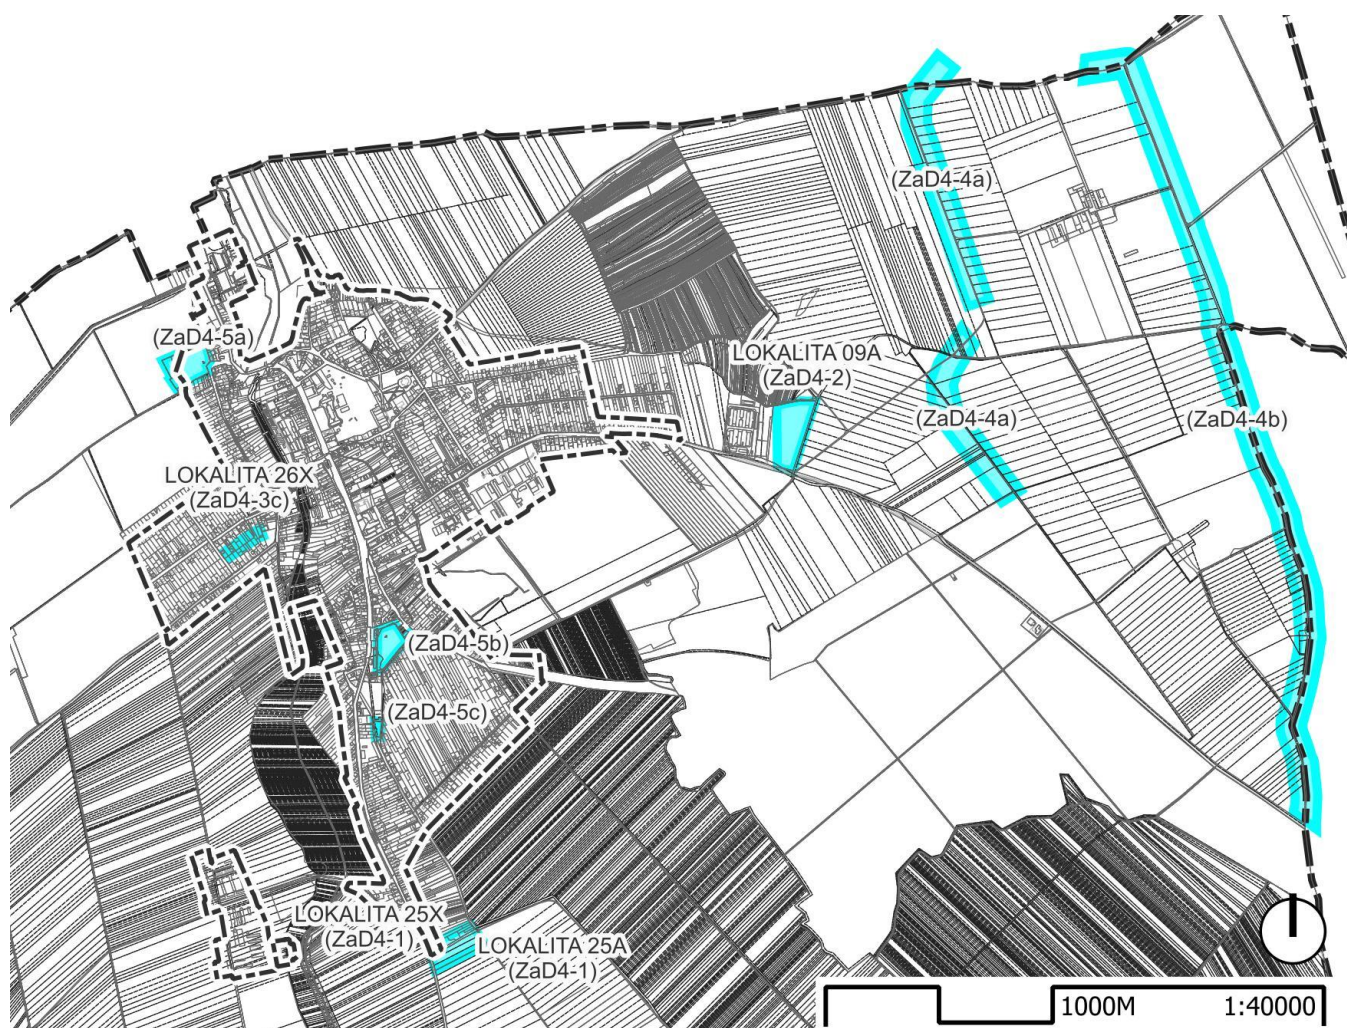 (ZaD4-4a)
(ZaD4-5a)
LOKALITA 09A
(ZaD4-2)
(ZaD4-4a)
(ZaD4-4b)
LOKALITA 26X
(ZaD4-3c)
(ZaD4-5b)
(ZaD4-5c)
LOKALITA 25X
(ZaD4-1)
LOKALITA 25A
(ZaD4-1)
1000M 1:40000